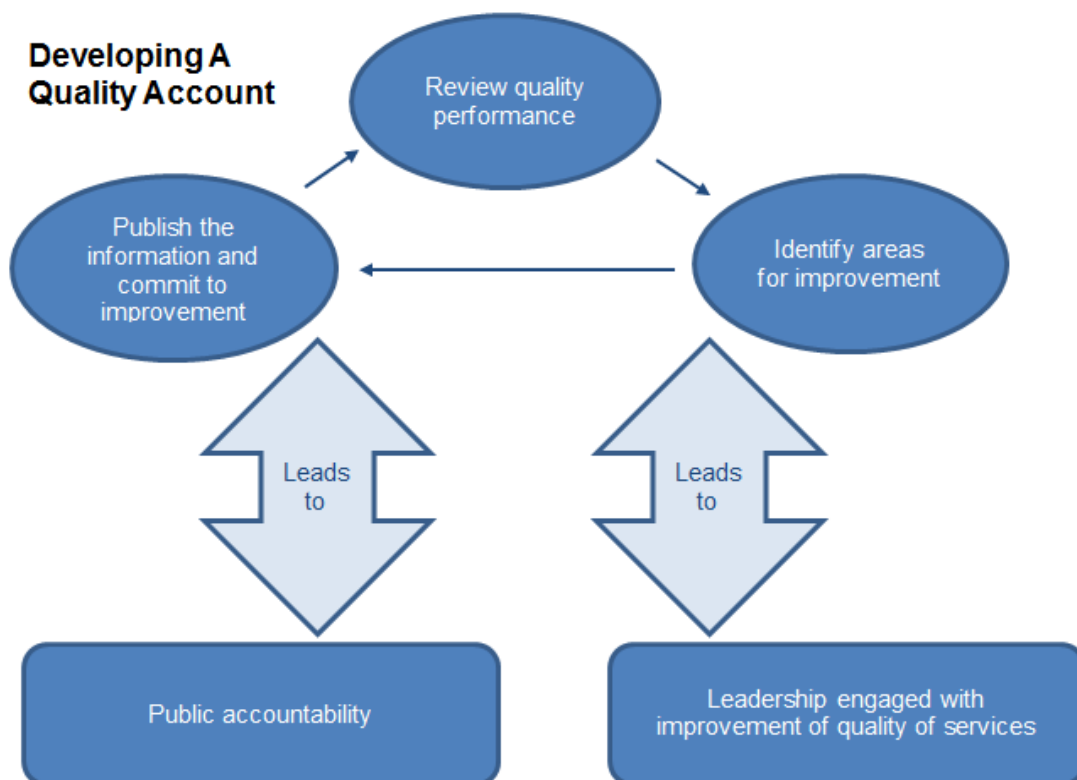 Developing A
Quality Account
Review quality
performance
Publish the
information and
commit to
improvement
Identify areas
for improvement
Leads
to
Leads
to
Public accountability
Leadership engaged with
improvement of quality of services